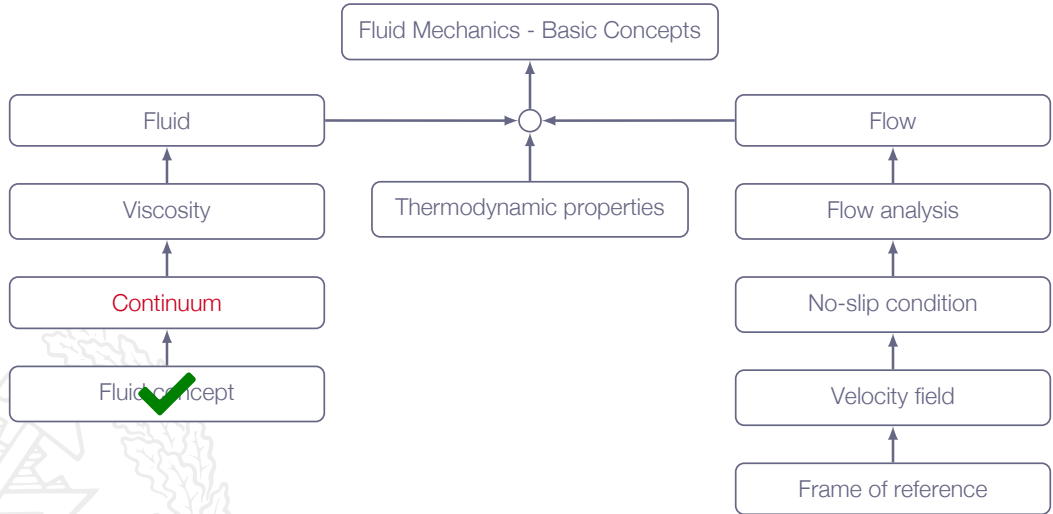 Fluid Mechanics - Basic Concepts
Fluid
Flow
Viscosity
Thermodynamic properties
Flow analysis
Continuum
No-slip condition
Fluid concept
Velocity field
Frame of reference